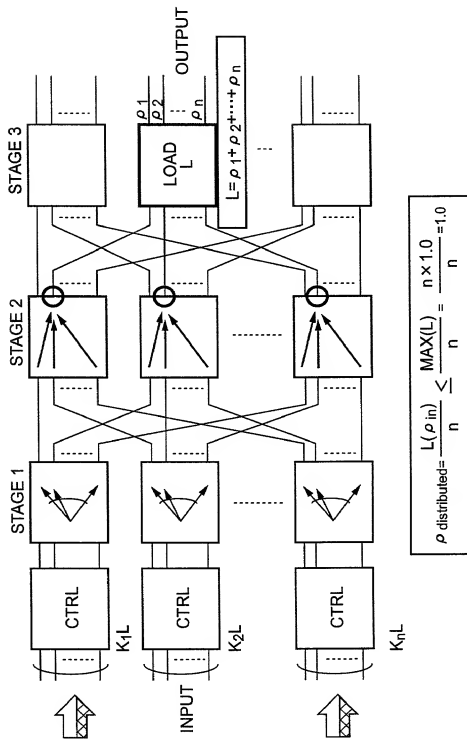 STAGE 1
STAGE 2
STAGE 3
CTRL
K1L
CTRL
K2L
CTRL
KnL
INPUT
LOAD
L
ρ1
ρ2
ρn
OUTPUT
L=ρ1+ρ2+⋯+ρn
ρ distributed= L(ρ in) / n ≤ MAX(L) / n = n×1.0 / n =1.0